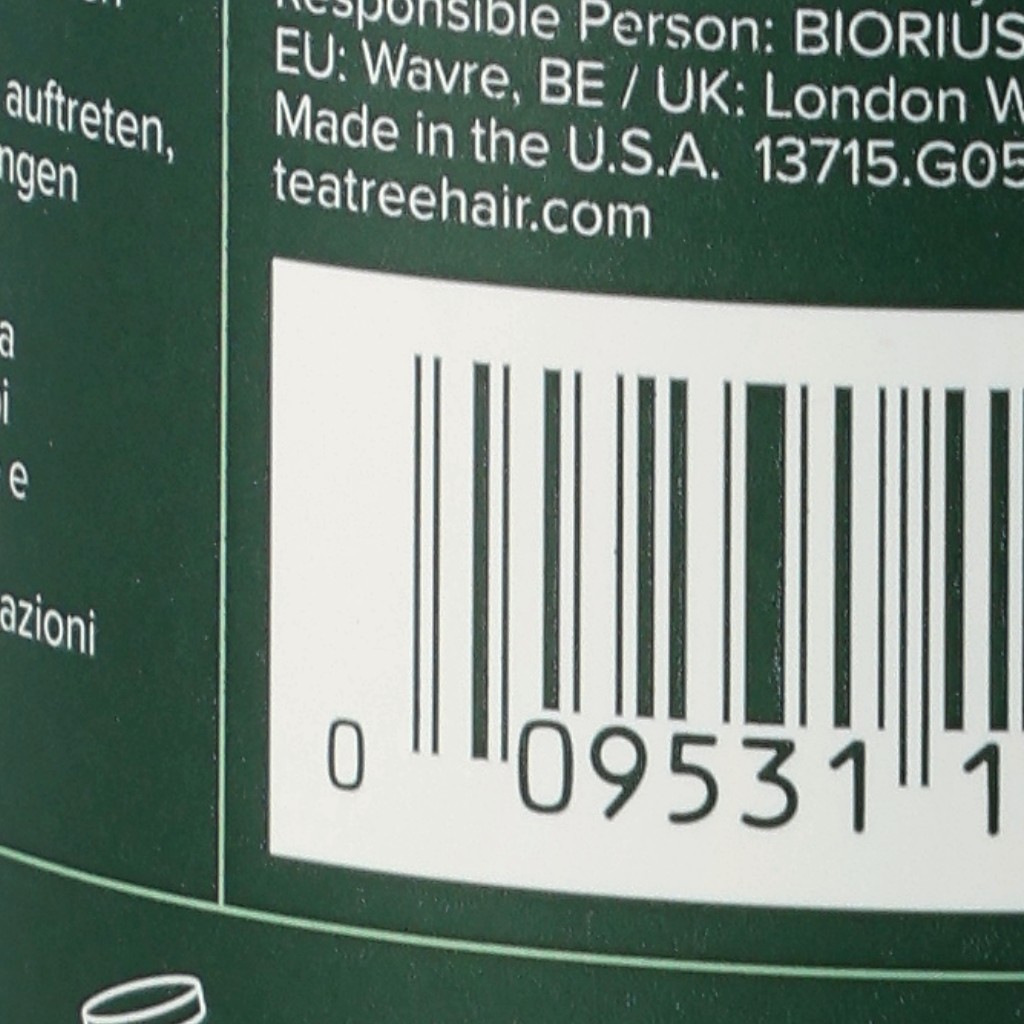 auftreten,
ngen
a
e
azioni
Responsible Person: BIORIUS
EU: Wavre, BE / UK: London W
Made in the U.S.A. 13715.G05
teatreehair.com
0 09531 1